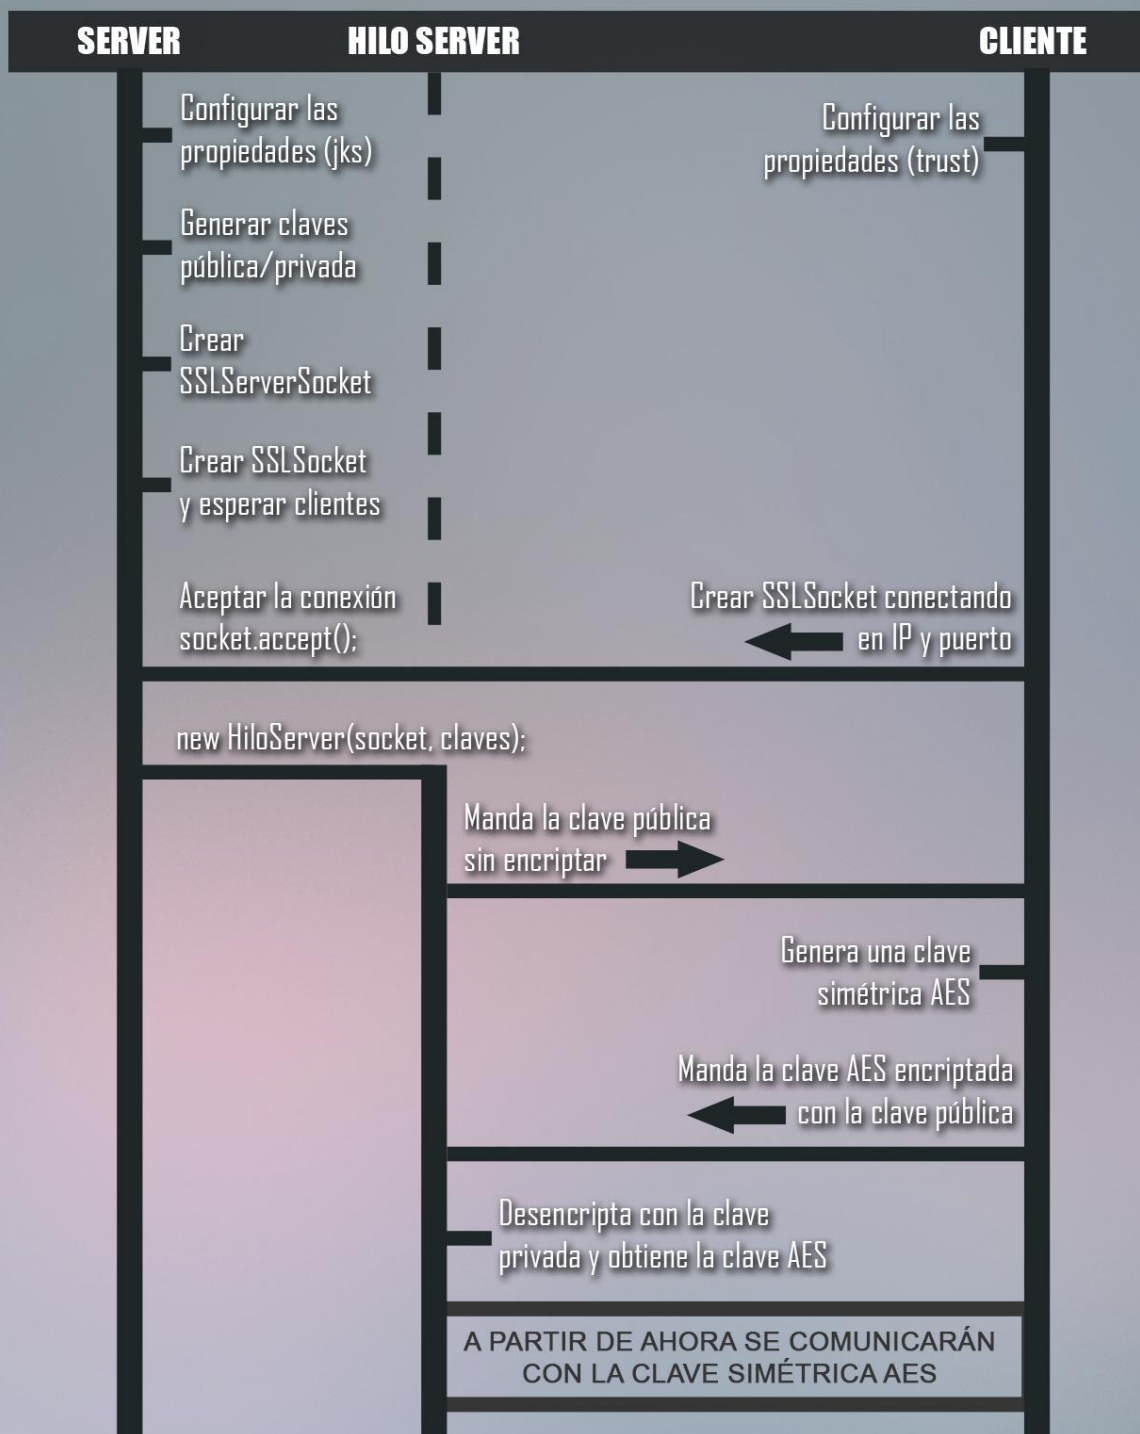 SERVER
HILO SERVER
CLIENTE
Configurar las
propiedades (jks)
Configurar las
propiedades (trust)
Generar claves
pública/privada
Crear
SSLServerSocket
Crear SSLSocket
y esperar clientes
Aceptar la conexión
socket.accept();
Crear SSLSocket conectando
en IP y puerto
new HiloServer(socket, claves);
Manda la clave pública
sin encriptar
Genera una clave
simétrica AES
Manda la clave AES encriptada
con la clave pública
Desencripta con la clave
privada y obtiene la clave AES
A PARTIR DE AHORA SE COMUNICARÁN
CON LA CLAVE SIMÉTRICA AES